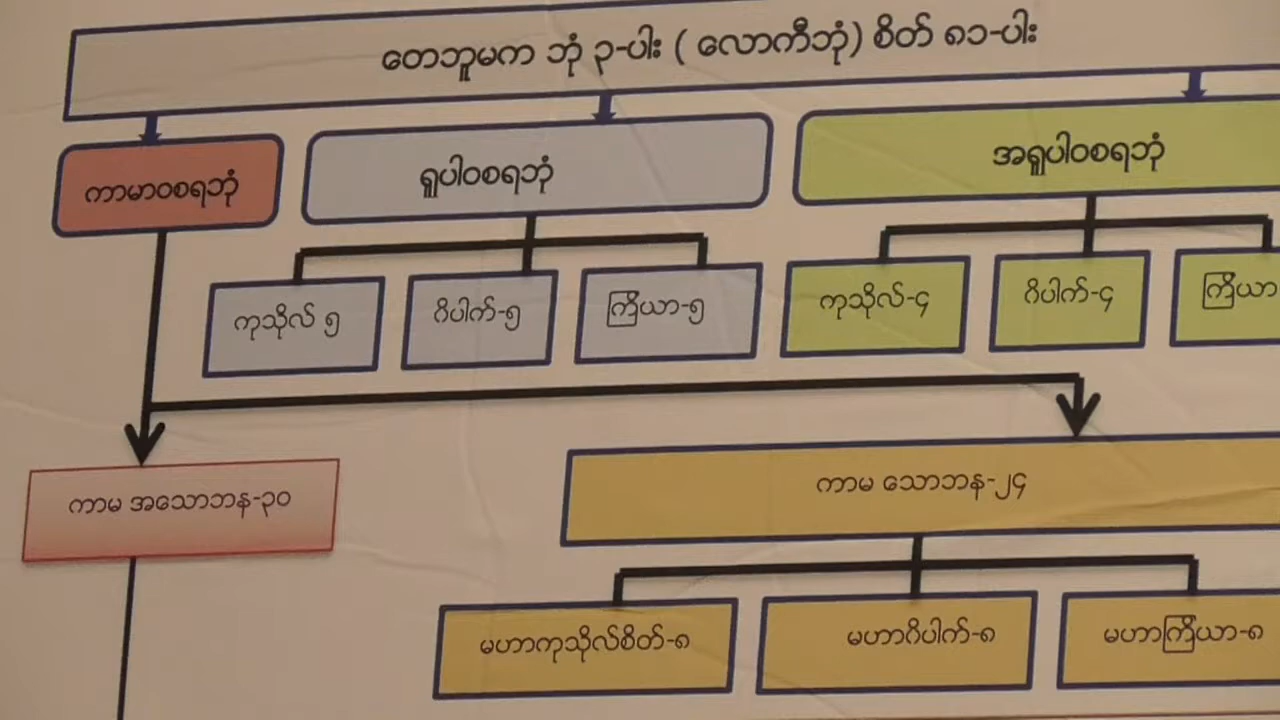 တေဘူမက ဘုံ ၃-ပါး ( လောကီဘုံ) စိတ် ၈၁-ပါး
ကာမာဝစရဘုံ
ရူပါဝစရဘုံ
အရူပါဝစရဘုံ
ကုသိုလ် ၅
ဝိပါက်-၅
ကြိယာ-၅
ကုသိုလ်-၄
ဝိပါက်-၄
ကြိယာ
ကာမ အသောဘန-၃၀
ကာမ သောဘန-၂၄
မဟာကုသိုလ်စိတ်-၈
မဟာဝိပါက်-၈
မဟာကြိယာ-၈